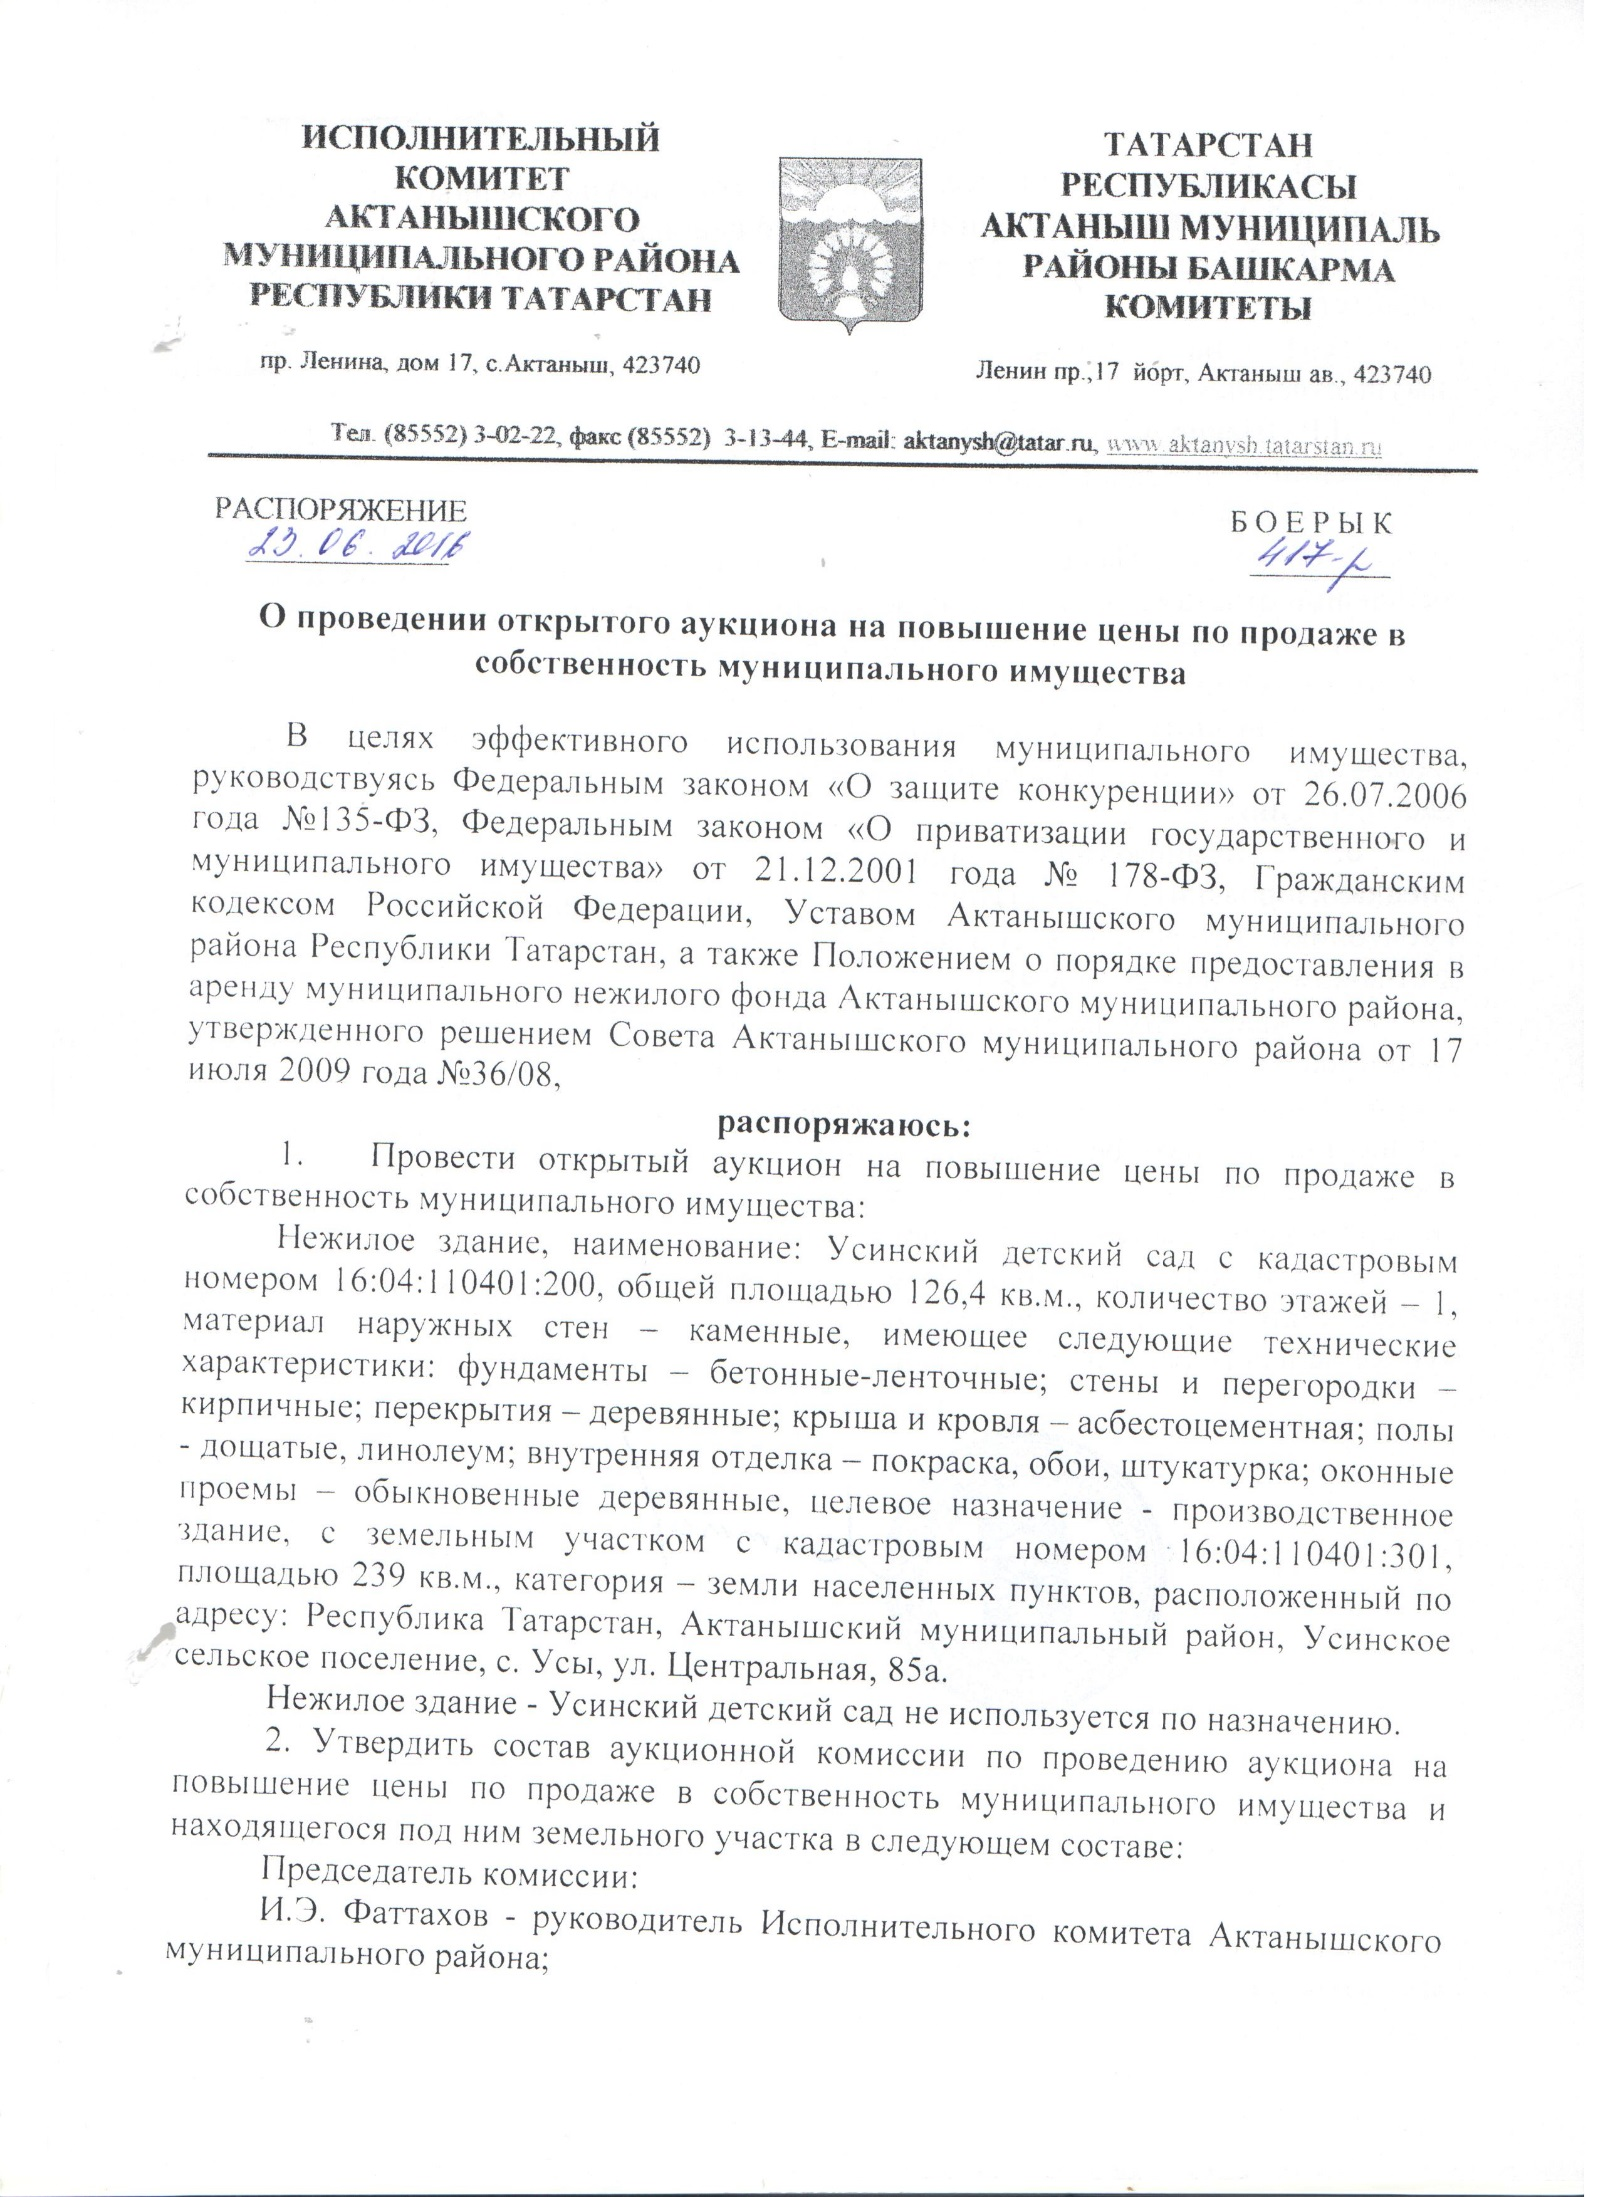 ИСПОЛНИТЕЛЬНЫЙ
КОМИТЕТ
АКТАНЫШСКОГО
МУНИЦИПАЛЬНОГО РАЙОНА
РЕСПУБЛИКИ ТАТАРСТАН
пр. Ленина, дом 17, с.Актаныш, 423740
ТАТАРСТАН
РЕСПУБЛИКАСЫ
АКТАНЫШ МУНИЦИПАЛЬ
РАЙОНЫ БАШКАРМА
КОМИТЕТЫ
Ленин пр.,17 йорт, Актаныш ав., 423740
Тел. (85552) 3-02-22, факс (85552) 3-13-44, E-mail: aktanysh@tatar.ru, www.aktanysh.tatarstan.ru
РАСПОРЯЖЕНИЕ
23.06.2016
Б О Е Р Ы К
417-р
О проведении открытого аукциона на повышение цены по продаже в
собственность муниципального имущества
В целях эффективного использования муниципального имущества,
руководствуясь Федеральным законом «О защите конкуренции» от 26.07.2006
года №135-ФЗ, Федеральным законом «О приватизации государственного и
муниципального имущества» от 21.12.2001 года № 178-ФЗ, Гражданским
кодексом Российской Федерации, Уставом Актанышского муниципального
района Республики Татарстан, а также Положением о порядке предоставления в
аренду муниципального нежилого фонда Актанышского муниципального района,
утвержденного решением Совета Актанышского муниципального района от 17
июля 2009 года №36/08,
распоряжаюсь:
1. Провести открытый аукцион на повышение цены по продаже в
собственность муниципального имущества:
Нежилое здание, наименование: Усинский детский сад с кадастровым
номером 16:04:110401:200, общей площадью 126,4 кв.м., количество этажей – 1,
материал наружных стен – каменные, имеющее следующие технические
характеристики: фундаменты – бетонные-ленточные; стены и перегородки –
кирпичные; перекрытия – деревянные; крыша и кровля – асбестоцементная; полы
- дощатые, линолеум; внутренняя отделка – покраска, обои, штукатурка; оконные
проемы – обыкновенные деревянные, целевое назначение - производственное
здание, с земельным участком с кадастровым номером 16:04:110401:301,
площадью 239 кв.м., категория – земли населенных пунктов, расположенный по
адресу: Республика Татарстан, Актанышский муниципальный район, Усинское
сельское поселение, с. Усы, ул. Центральная, 85а.
Нежилое здание - Усинский детский сад не используется по назначению.
2. Утвердить состав аукционной комиссии по проведению аукциона на
повышение цены по продаже в собственность муниципального имущества и
находящегося под ним земельного участка в следующем составе:
Председатель комиссии:
И.Э. Фаттахов - руководитель Исполнительного комитета Актанышского
муниципального района;